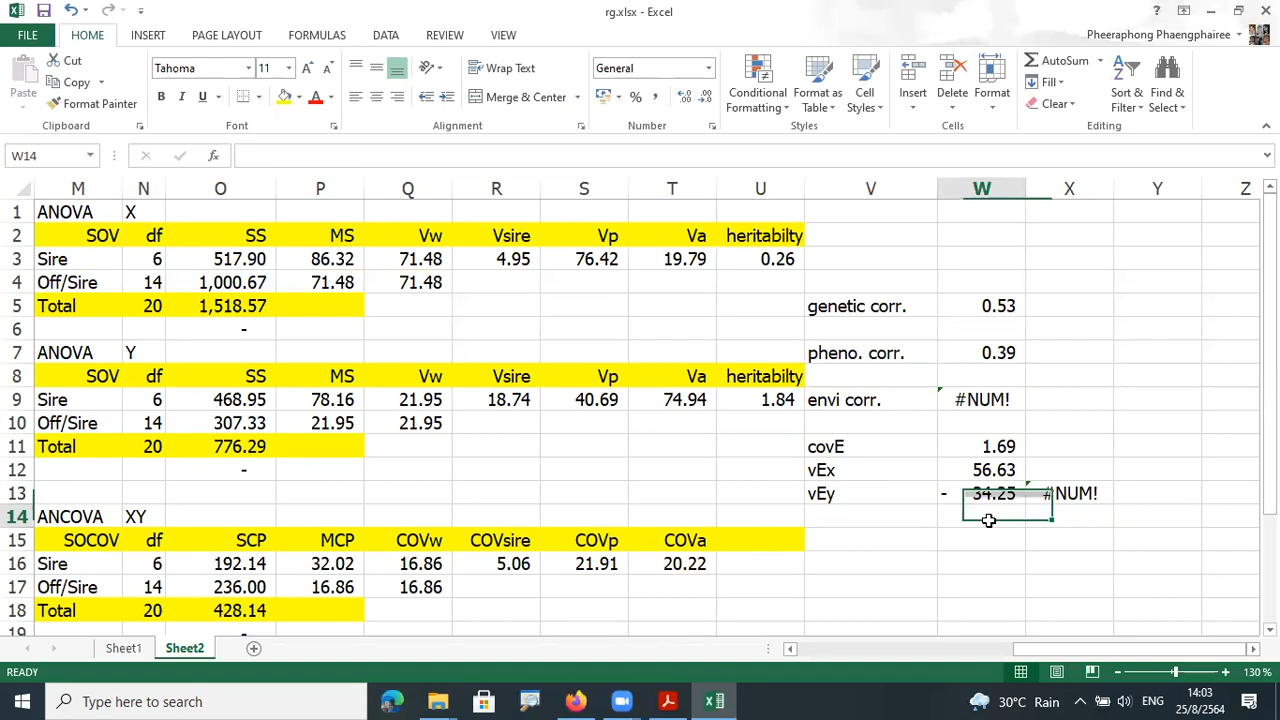 rg.xlsx - Excel
FILE HOME INSERT PAGE LAYOUT FORMULAS DATA REVIEW VIEW Pheeraphong Phaengphairee
Paste Cut Copy Format Painter Clipboard
Tahoma 11 B I U A Font
Wrap Text Merge & Center Alignment
General % , Number
Conditional Formatting Format as Table Cell Styles Styles
Insert Delete Format Cells
AutoSum Fill Clear Sort & Filter Find & Select Editing
W14 fx
M N O P Q R S T U V W X Y Z
1 ANOVA X
2 SOV df SS MS Vw Vsire Vp Va heritabilty
3 Sire 6 517.90 86.32 71.48 4.95 76.42 19.79 0.26
4 Off/Sire 14 1,000.67 71.48 71.48
5 Total 20 1,518.57 genetic corr. 0.53
6 -
7 ANOVA Y pheno. corr. 0.39
8 SOV df SS MS Vw Vsire Vp Va heritabilty
9 Sire 6 468.95 78.16 21.95 18.74 40.69 74.94 1.84 envi corr. #NUM!
10 Off/Sire 14 307.33 21.95 21.95
11 Total 20 776.29 covE 1.69
12 - vEx 56.63
13 vEy - 34.25 #NUM!
14 ANCOVA XY
15 SOCOV df SCP MCP COVw COVsire COVp COVa
16 Sire 6 192.14 32.02 16.86 5.06 21.91 20.22
17 Off/Sire 14 236.00 16.86 16.86
18 Total 20 428.14
19 -
Sheet1 Sheet2
READY 130 %
Type here to search 30°C Rain ENG 14:03
25/8/2564